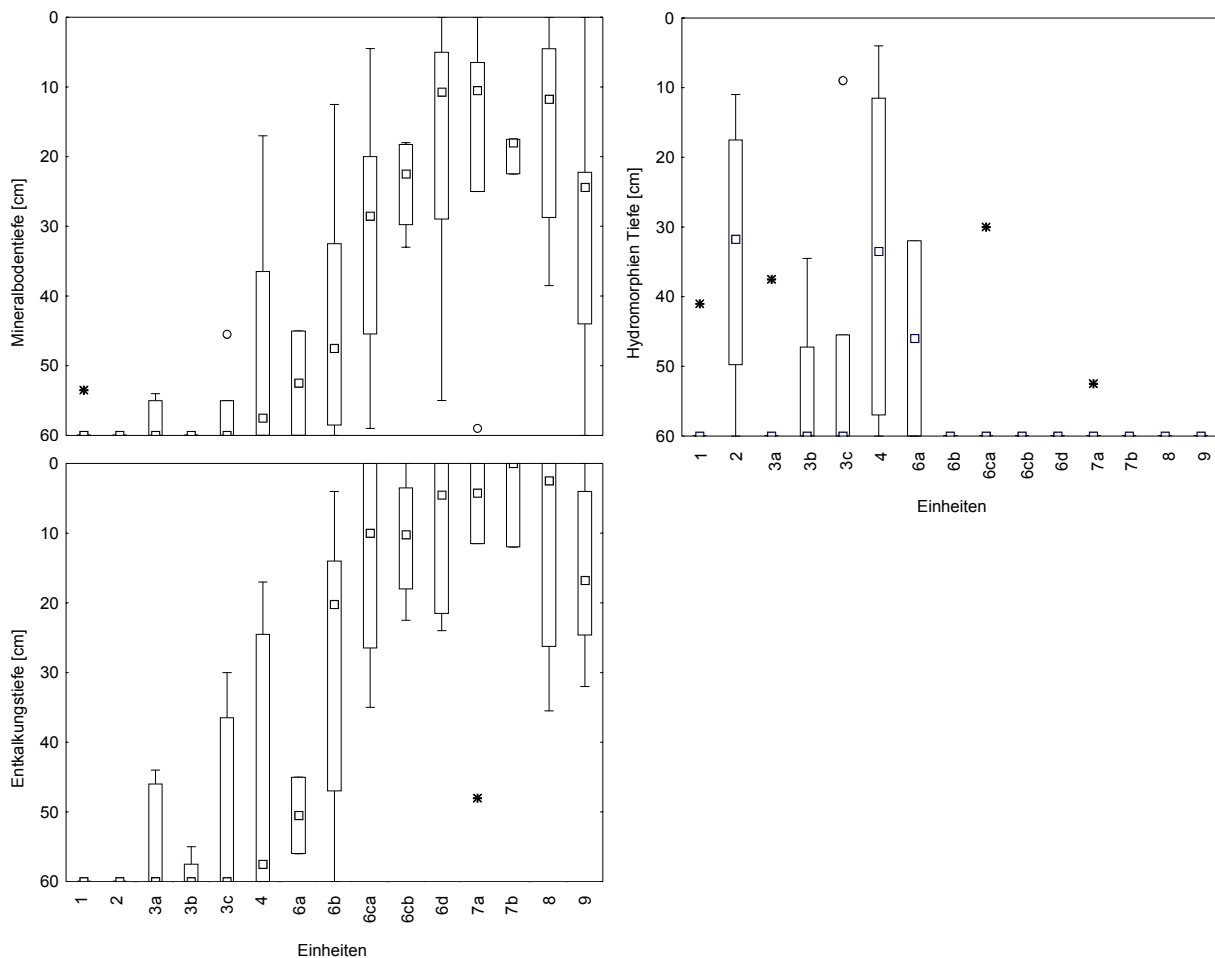 Mineralbodentiefe [cm]
0
10
20
30
40
50
60
Hydromorphien Tiefe [cm]
0
10
20
30
40
50
60
1
2
3a
3b
3c
4
6a
6b
6ca
6cb
6d
7a
7b
8
9
Einheiten
Entkalkungstiefe [cm]
0
10
20
30
40
50
60
1
2
3a
3b
3c
4
6a
6b
6ca
6cb
6d
7a
7b
8
9
Einheiten